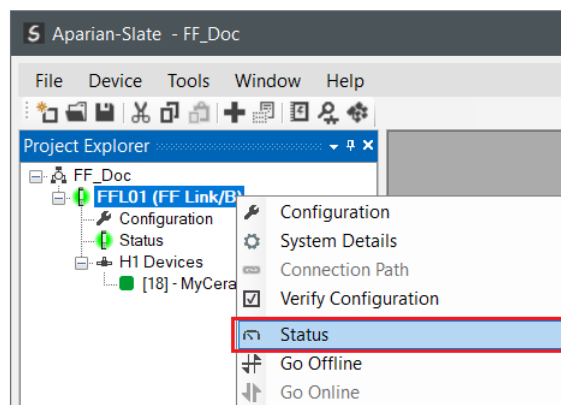 S Aparian-Slate - FF_Doc
File Device Tools Window Help
Project Explorer
FF_Doc
FFL01 (FF Link/B)
Configuration
Status
H1 Devices
[18] - MyCera
Configuration
System Details
Connection Path
Verify Configuration
Status
Go Offline
Go Online